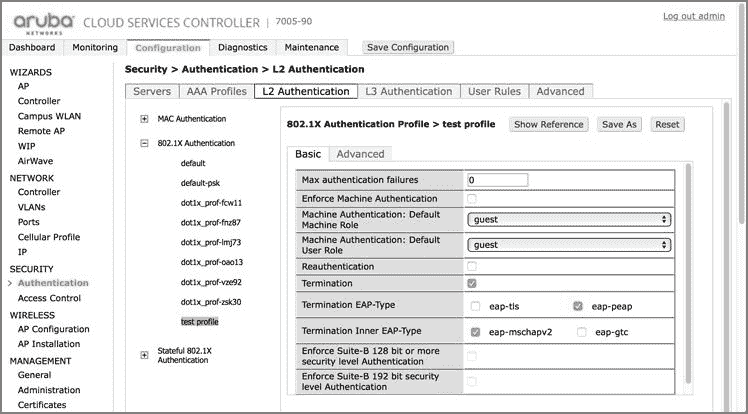 aruba NETWORKS CLOUD SERVICES CONTROLLER | 7005-90 Log out admin
Dashboard Monitoring Configuration Diagnostics Maintenance Save Configuration
WIZARDS
AP
Controller
Campus WLAN
Remote AP
WIP
AirWave
NETWORK
Controller
VLANs
Ports
Cellular Profile
IP
SECURITY
> Authentication
Access Control
WIRELESS
AP Configuration
AP Installation
MANAGEMENT
General
Administration
Certificates
Security > Authentication > L2 Authentication
Servers AAA Profiles L2 Authentication L3 Authentication User Rules Advanced
MAC Authentication
802.1X Authentication
default
default-psk
dot1x_prof-fcw11
dot1x_prof-fnz87
dot1x_prof-lmj73
dot1x_prof-oao13
dot1x_prof-vze92
dot1x_prof-zsk30
test profile
Stateful 802.1X
Authentication
802.1X Authentication Profile > test profile Show Reference Save As Reset
Basic Advanced
Max authentication failures 0
Enforce Machine Authentication
Machine Authentication: Default
Machine Role guest
Machine Authentication: Default
User Role guest
Reauthentication
Termination
Termination EAP-Type eap-tls eap-peap
Termination Inner EAP-Type eap-mschapv2 eap-gtc
Enforce Suite-B 128 bit or more
security level Authentication
Enforce Suite-B 192 bit security
level Authentication